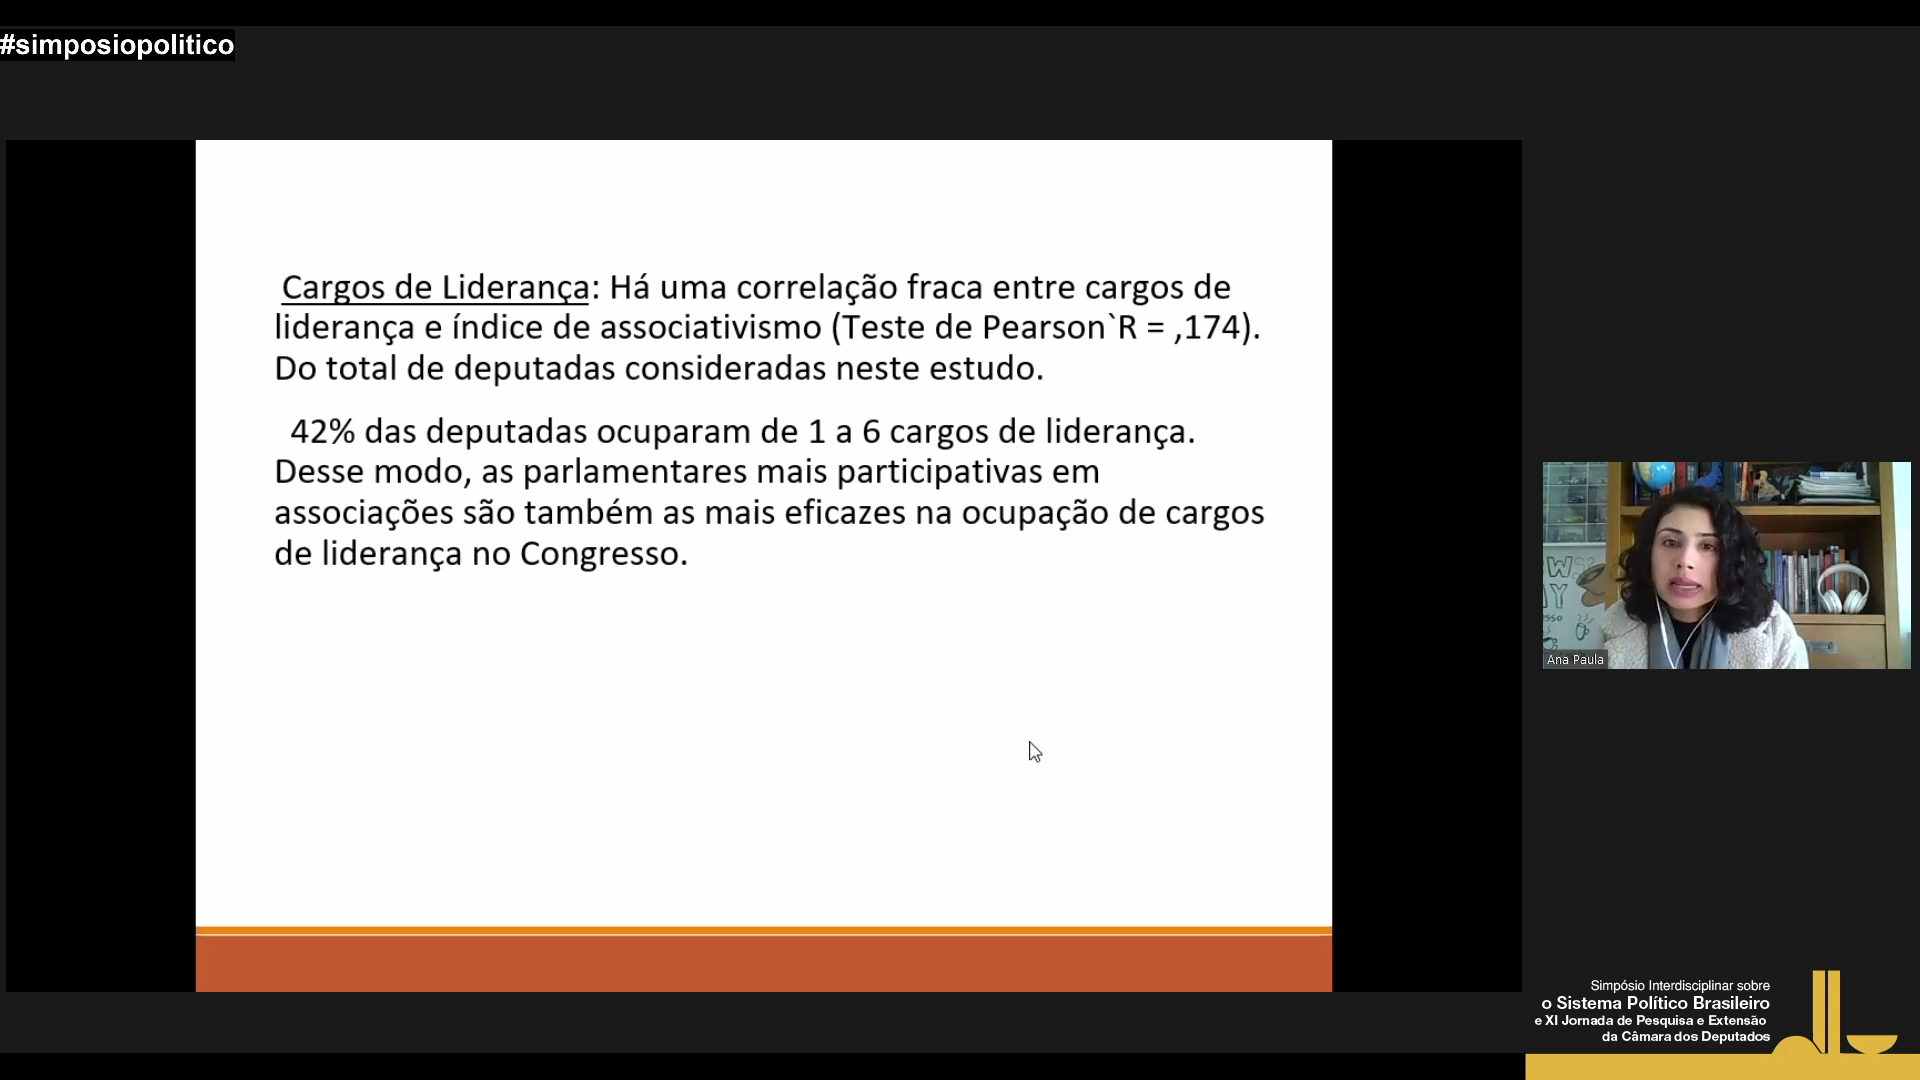 #simposiopolitico
Cargos de Liderança: Há uma correlação fraca entre cargos de
liderança e índice de associativismo (Teste de Pearson`R = ,174).
Do total de deputadas consideradas neste estudo.
42% das deputadas ocuparam de 1 a 6 cargos de liderança.
Desse modo, as parlamentares mais participativas em
associações são também as mais eficazes na ocupação de cargos
de liderança no Congresso.
Ana Paula
Simpósio Interdisciplinar sobre
o Sistema Político Brasileiro
e XI Jornada de Pesquisa e Extensão
da Câmara dos Deputados